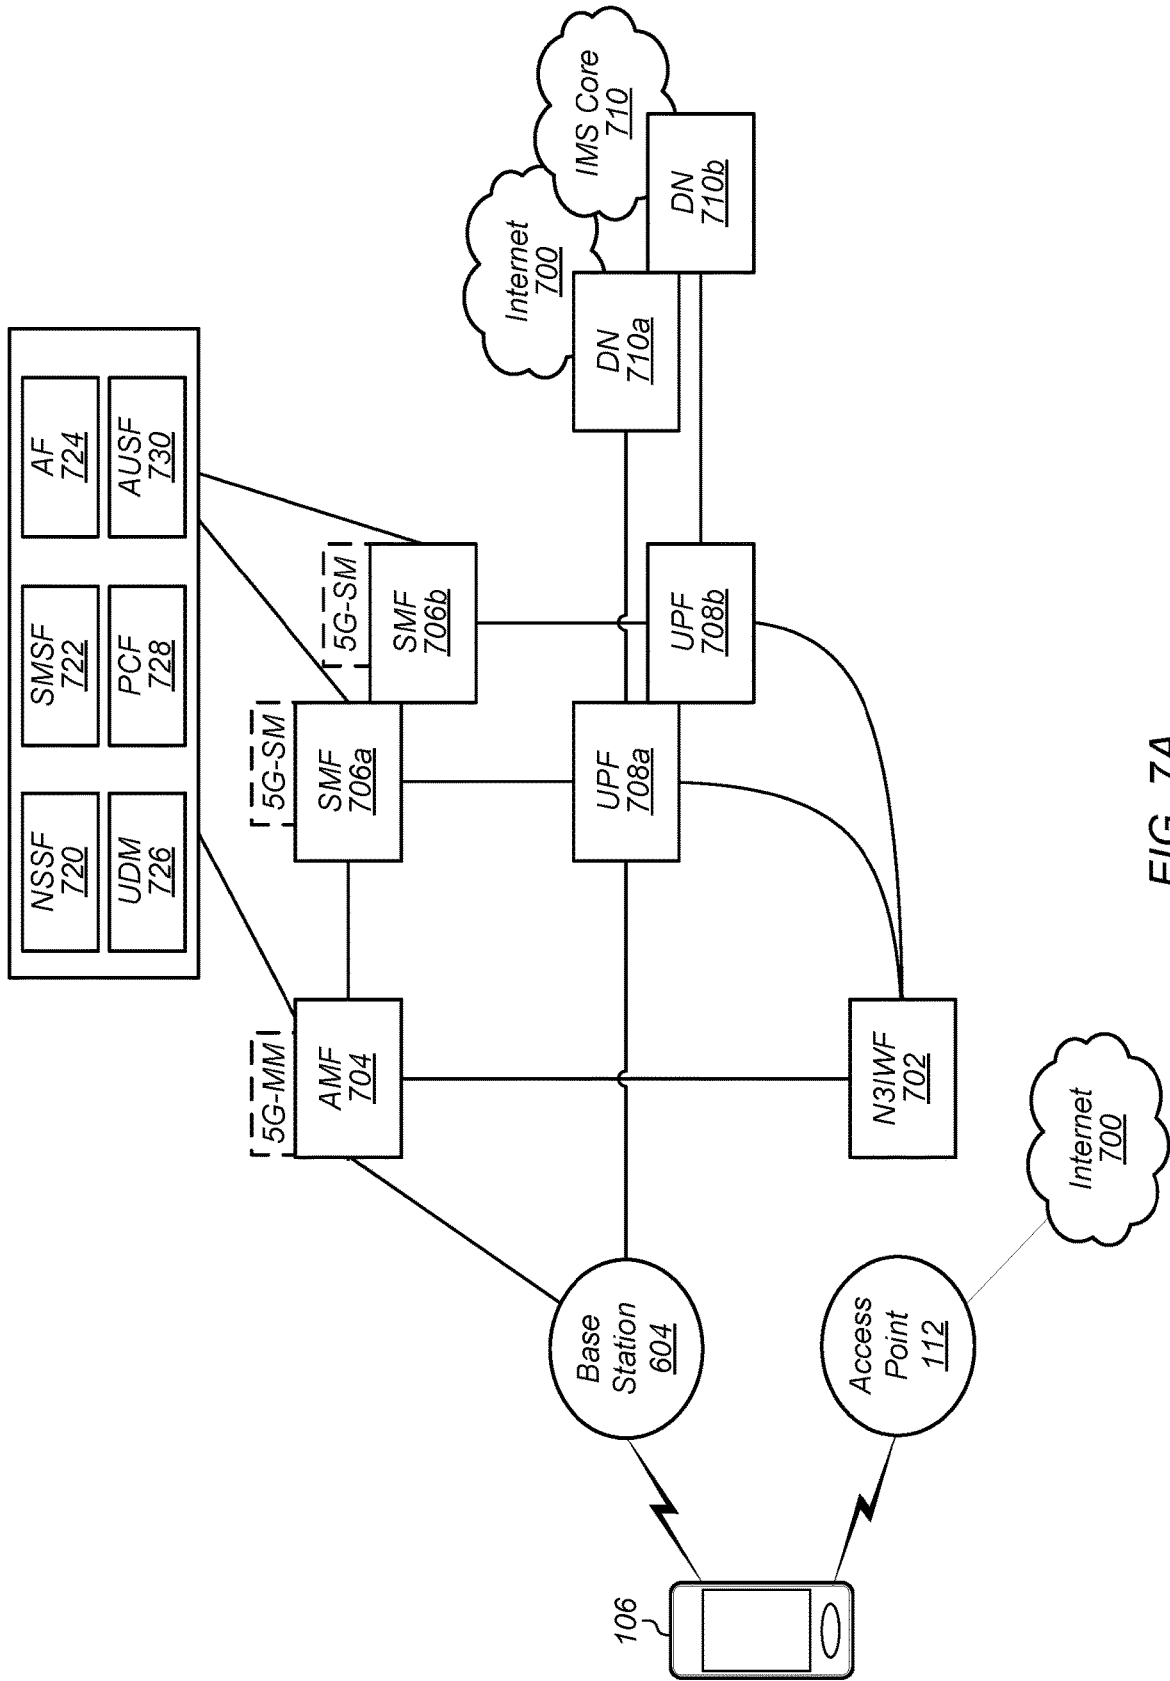 NSSF
720
SMSF
722
AF
724
UDM
726
PCF
728
AUSF
730
5G-MM
AMF
704
5G-SM
SMF
706a
5G-SM
SMF
706b
Internet
700
IMS Core
710
DN
710a
DN
710b
UPF
708a
UPF
708b
106
Base
Station
604
Access
Point
112
N3IWF
702
Internet
700
FIG. 7A